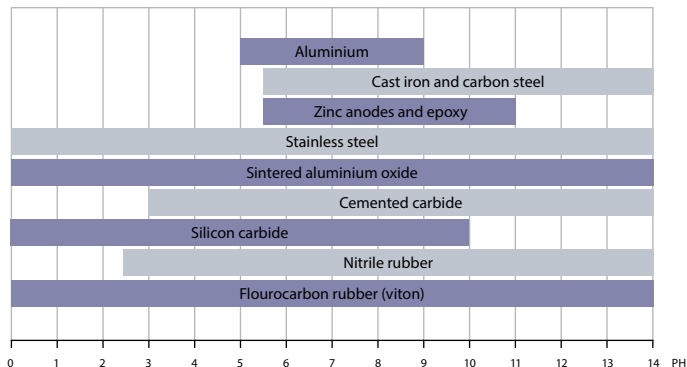 Aluminium
Cast iron and carbon steel
Zinc anodes and epoxy
Stainless steel
Sintered aluminium oxide
Cemented carbide
Silicon carbide
Nitrile rubber
Flourocarbon rubber (viton)
0 1 2 3 4 5 6 7 8 9 10 11 12 13 14 PH